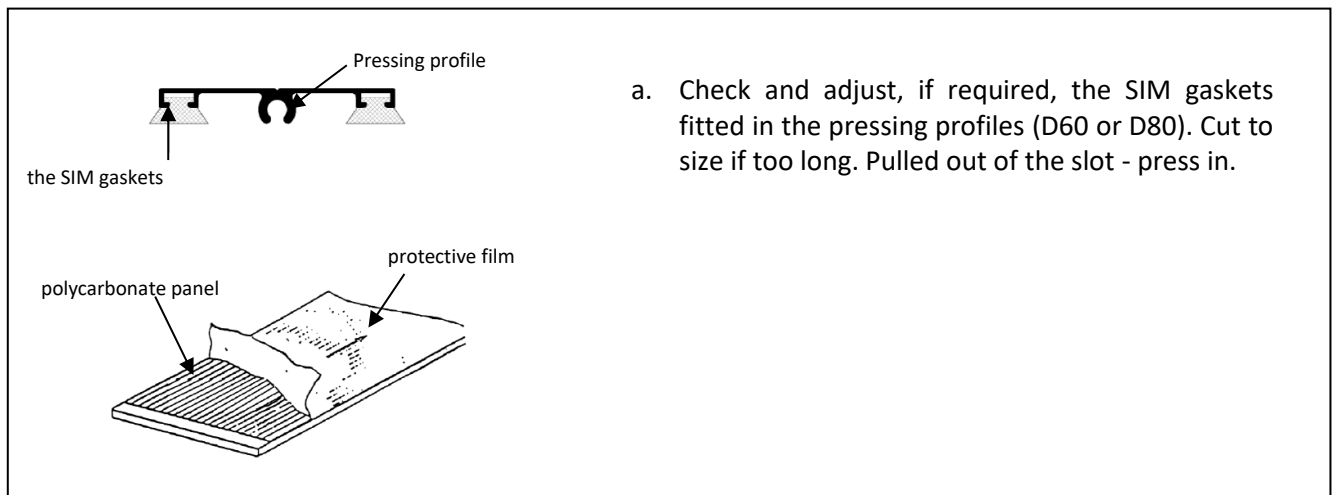 Pressing profile
the SIM gaskets
a. Check and adjust, if required, the SIM gaskets
fitted in the pressing profiles (D60 or D80). Cut to
size if too long. Pulled out of the slot - press in.
protective film
polycarbonate panel